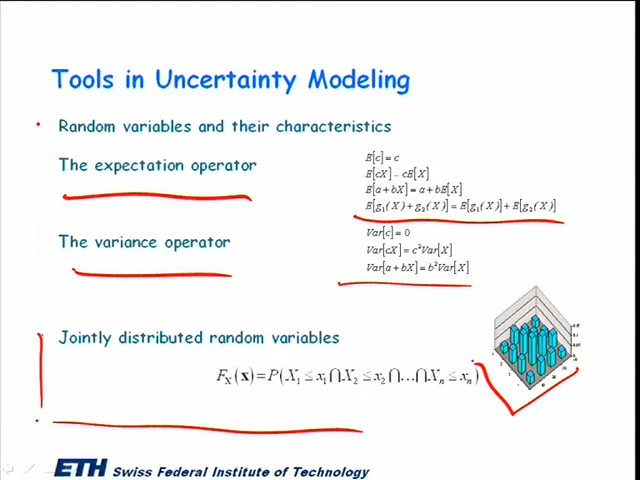 Tools in Uncertainty Modeling
Random variables and their characteristics
The expectation operator
E[c] = c
E[cX] = cE[X]
E[a + bX] = a + bE[X]
E[g₁(X) + g₂(X)] = E[g₁(X)] + E[g₂(X)]
The variance operator
Var[c] = 0
Var[cX] = c²Var[X]
Var[a + bX] = b²Var[X]
Jointly distributed random variables
F_X(x) = P(X₁ ≤ x₁ ⋂ X₂ ≤ x₂ ⋂ ... ⋂ Xₙ ≤ xₙ)
ETH Swiss Federal Institute of Technology